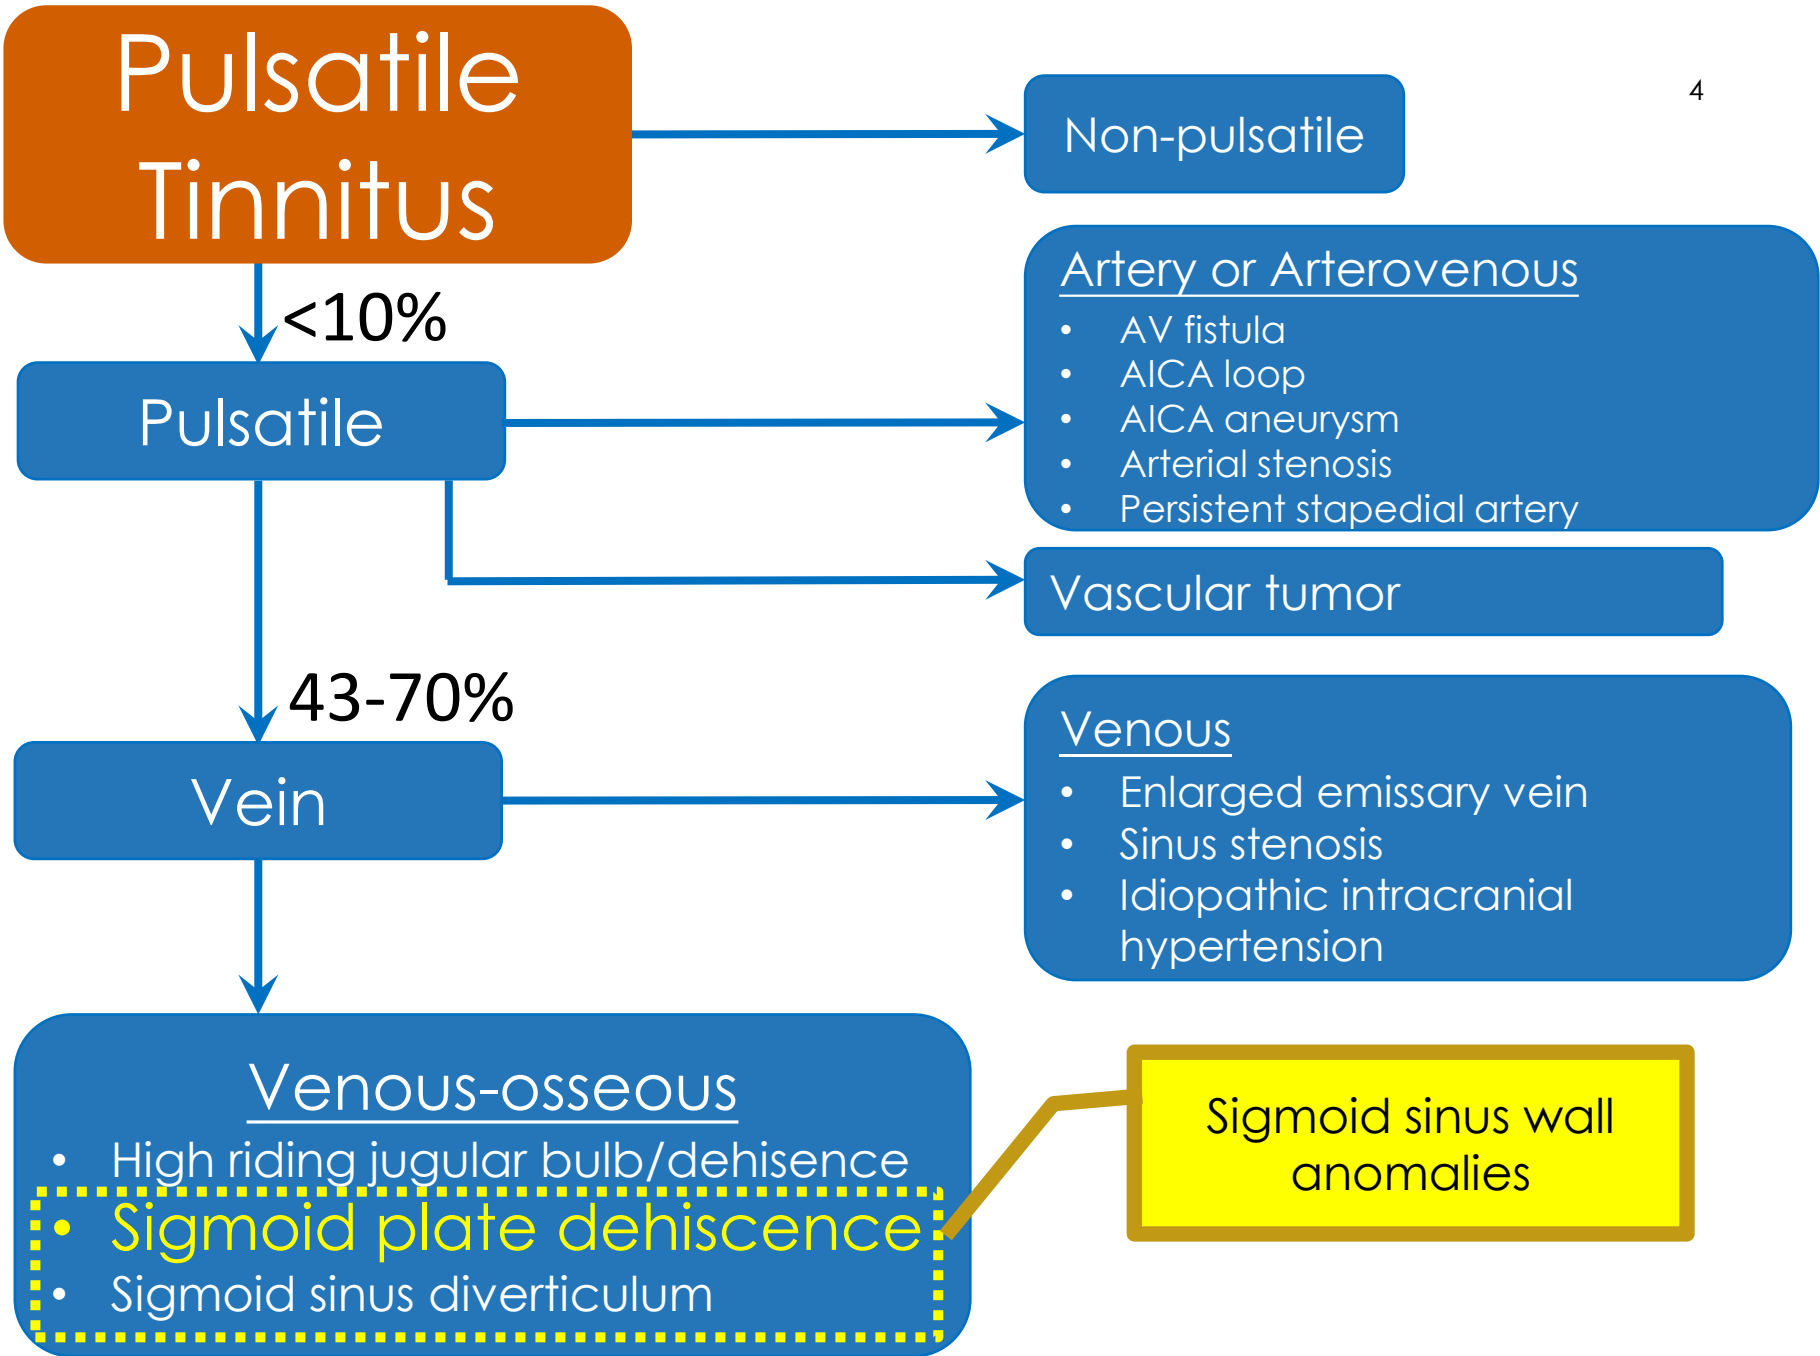 Pulsatile
Tinnitus
4
Non-pulsatile
<10%
Pulsatile
Artery or Arterovenous
• AV fistula
• AICA loop
• AICA aneurysm
• Arterial stenosis
• Persistent stapedial artery
Vascular tumor
43-70%
Vein
Venous
• Enlarged emissary vein
• Sinus stenosis
• Idiopathic intracranial
hypertension
Venous-osseous
• High riding jugular bulb/dehisence
• Sigmoid plate dehiscence
• Sigmoid sinus diverticulum
Sigmoid sinus wall
anomalies